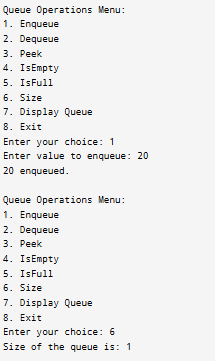 Queue Operations Menu:
1. Enqueue
2. Dequeue
3. Peek
4. IsEmpty
5. IsFull
6. Size
7. Display Queue
8. Exit
Enter your choice: 1
Enter value to enqueue: 20
20 enqueued.

Queue Operations Menu:
1. Enqueue
2. Dequeue
3. Peek
4. IsEmpty
5. IsFull
6. Size
7. Display Queue
8. Exit
Enter your choice: 6
Size of the queue is: 1